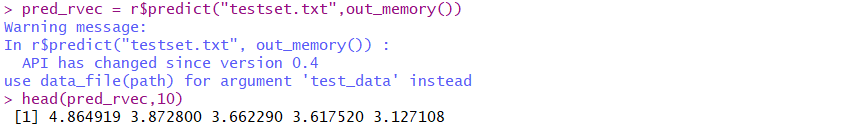 > pred_rvec = r$predict("testset.txt",out_memory())
Warning message:
In r$predict("testset.txt", out_memory()) :
  API has changed since version 0.4
use data_file(path) for argument 'test_data' instead
> head(pred_rvec,10)
 [1] 4.864919 3.872800 3.662290 3.617520 3.127108